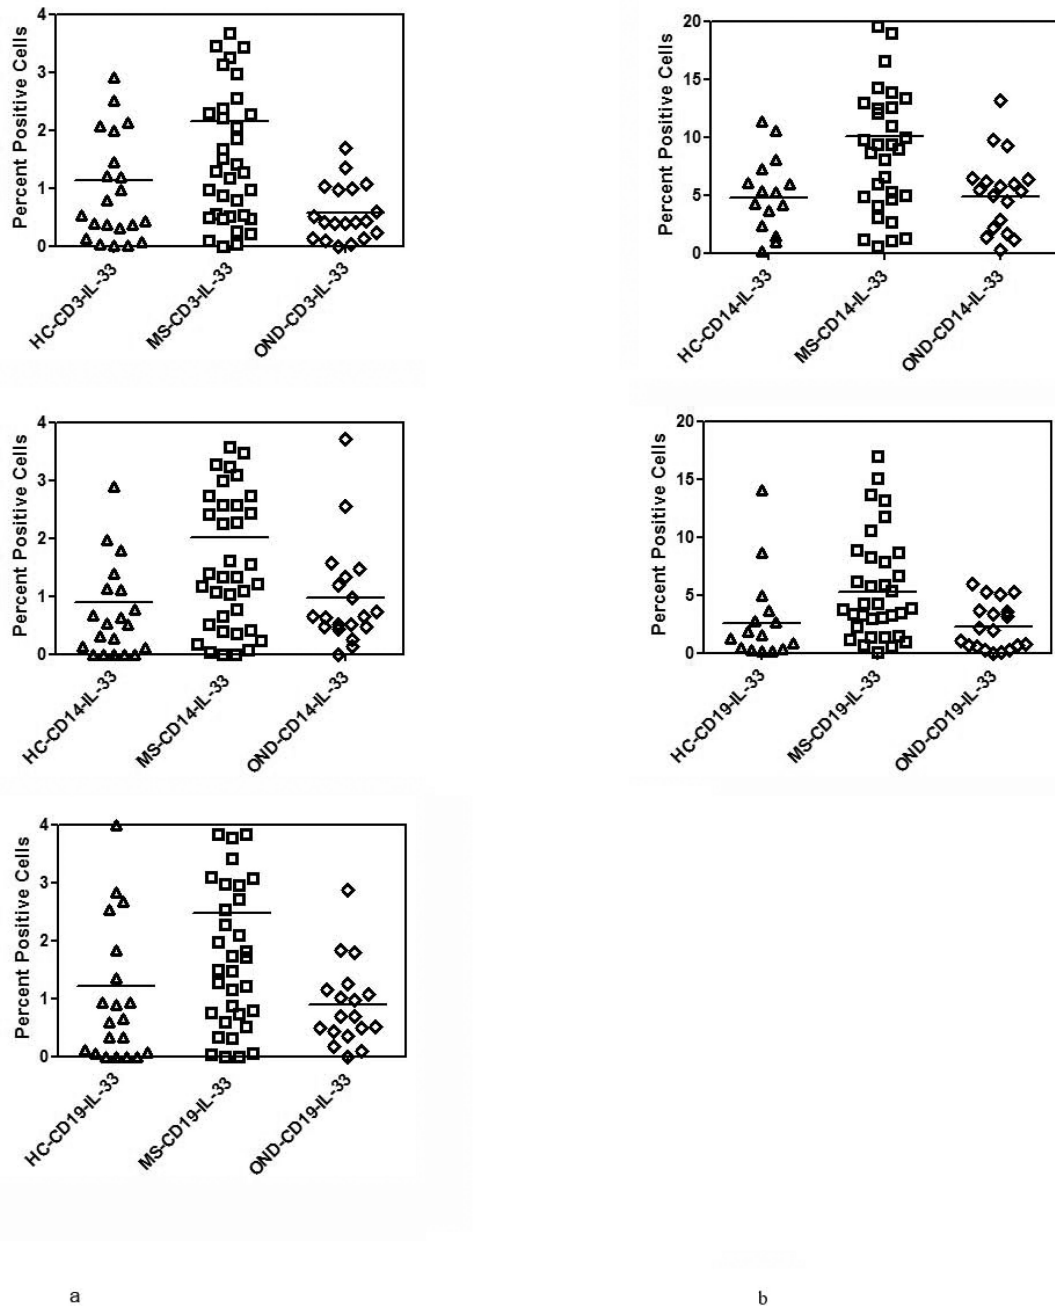 Percent Positive Cells
4
3
2
1
0
HC-CD3-IL-33
MS-CD3-IL-33
OND-CD3-IL-33
Percent Positive Cells
20
15
10
5
0
HC-CD14-IL-33
MS-CD14-IL-33
OND-CD14-IL-33
Percent Positive Cells
4
3
2
1
0
HC-CD14-IL-33
MS-CD14-IL-33
OND-CD14-IL-33
Percent Positive Cells
20
15
10
5
0
HC-CD19-IL-33
MS-CD19-IL-33
OND-CD19-IL-33
Percent Positive Cells
4
3
2
1
0
HC-CD19-IL-33
MS-CD19-IL-33
OND-CD19-IL-33
a
b